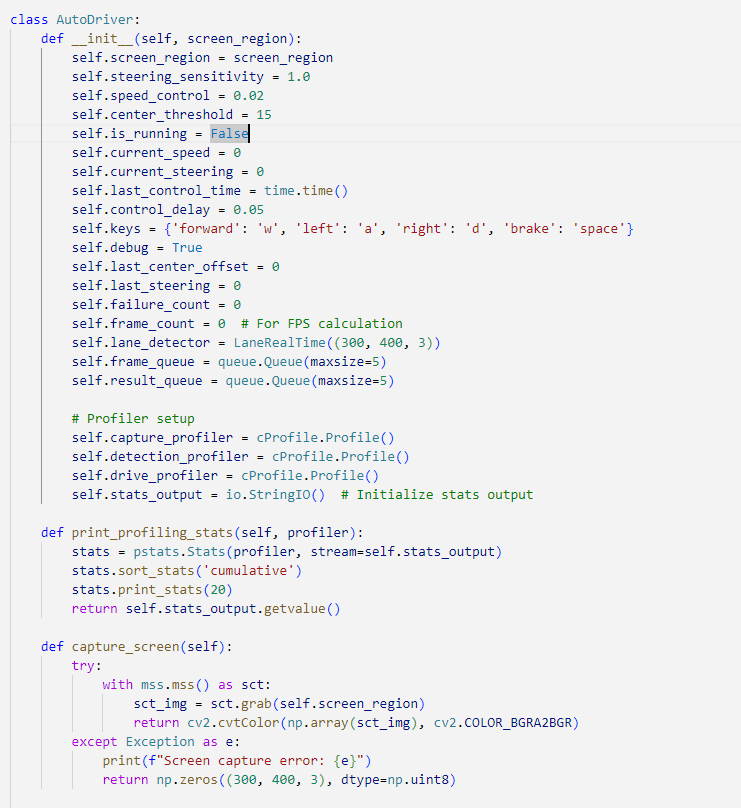 class AutoDriver:
    def __init__(self, screen_region):
        self.screen_region = screen_region
        self.steering_sensitivity = 1.0
        self.speed_control = 0.02
        self.center_threshold = 15
        self.is_running = False
        self.current_speed = 0
        self.current_steering = 0
        self.last_control_time = time.time()
        self.control_delay = 0.05
        self.keys = {'forward': 'w', 'left': 'a', 'right': 'd', 'brake': 'space'}
        self.debug = True
        self.last_center_offset = 0
        self.last_steering = 0
        self.failure_count = 0
        self.frame_count = 0  # For FPS calculation
        self.lane_detector = LaneRealTime((300, 400, 3))
        self.frame_queue = queue.Queue(maxsize=5)
        self.result_queue = queue.Queue(maxsize=5)

        # Profiler setup
        self.capture_profiler = cProfile.Profile()
        self.detection_profiler = cProfile.Profile()
        self.drive_profiler = cProfile.Profile()
        self.stats_output = io.StringIO()  # Initialize stats output

    def print_profiling_stats(self, profiler):
        stats = pstats.Stats(profiler, stream=self.stats_output)
        stats.sort_stats('cumulative')
        stats.print_stats(20)
        return self.stats_output.getvalue()

    def capture_screen(self):
        try:
            with mss.mss() as sct:
                sct_img = sct.grab(self.screen_region)
                return cv2.cvtColor(np.array(sct_img), cv2.COLOR_BGRA2BGR)
        except Exception as e:
            print(f"Screen capture error: {e}")
            return np.zeros((300, 400, 3), dtype=np.uint8)